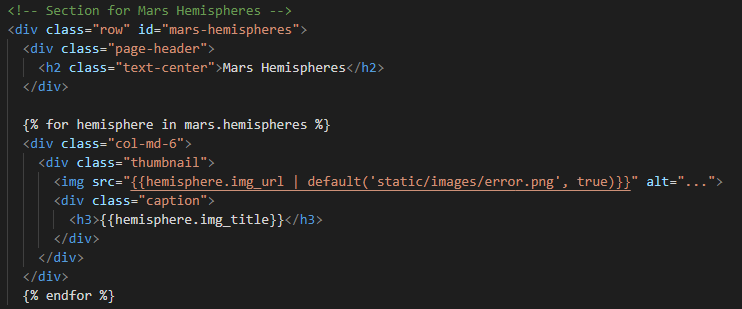 <!-- Section for Mars Hemispheres -->
<div class="row" id="mars-hemispheres">
  <div class="page-header">
    <h2 class="text-center">Mars Hemispheres</h2>
  </div>

  {% for hemisphere in mars.hemispheres %}
  <div class="col-md-6">
    <div class="thumbnail">
      <img src="{{hemisphere.img_url | default('static/images/error.png', true)}}" alt="...">
      <div class="caption">
        <h3>{{hemisphere.img_title}}</h3>
      </div>
    </div>
  </div>
  {% endfor %}